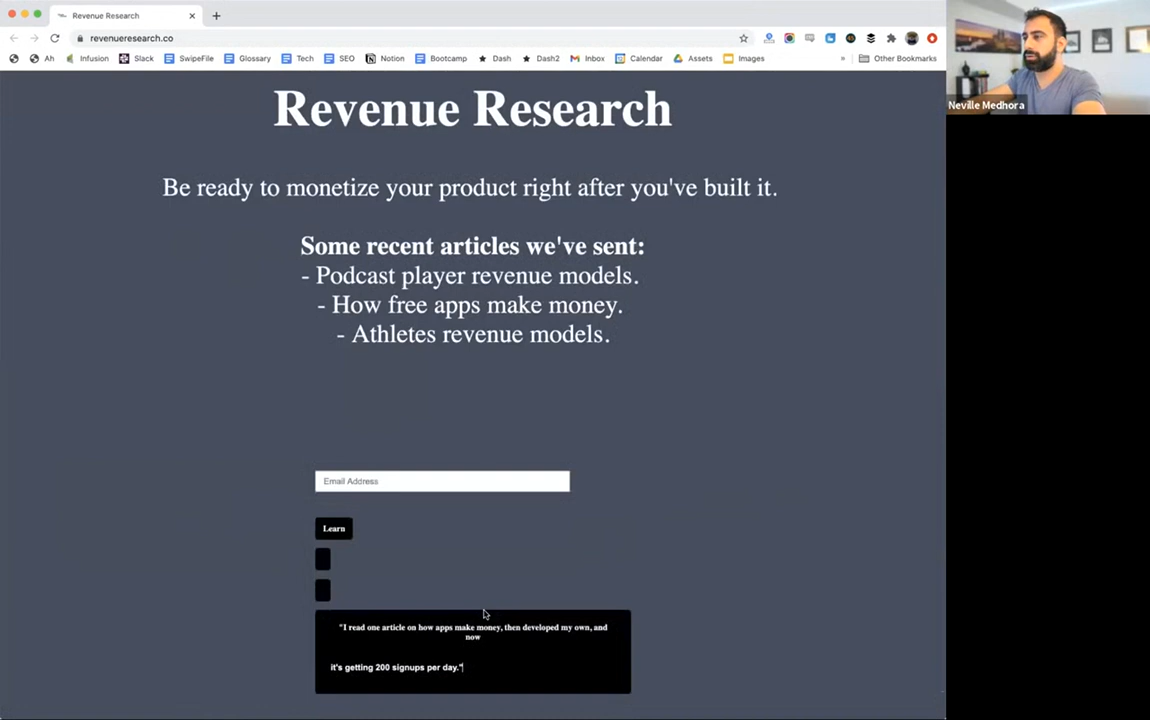 Revenue Research
revenueresearch.co
Ah
Infusion
Slack
SwipeFile
Glossary
Tech
SEO
Notion
Bootcamp
Dash
Dash2
Inbox
Calendar
Assets
Images
»
Other Bookmarks
Neville Medhora
Revenue Research
Be ready to monetize your product right after you've built it.
Some recent articles we've sent:
- Podcast player revenue models.
- How free apps make money.
- Athletes revenue models.
Email Address
Learn
"I read one article on how apps make money, then developed my own, and
now
it's getting 200 signups per day."